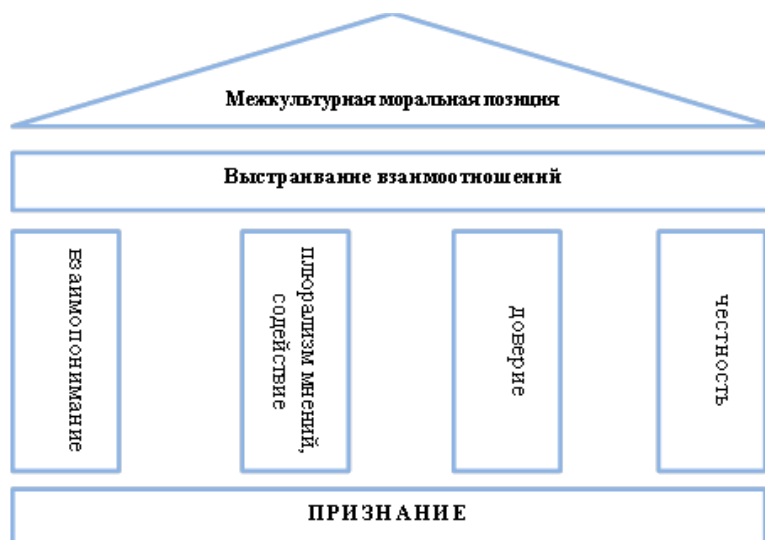 Межкультурная моральная позиция
Выстраивание взаимоотношений
взаимопонимание
плюрализм мнений,
содействие
доверие
честность
ПРИЗНАНИЕ